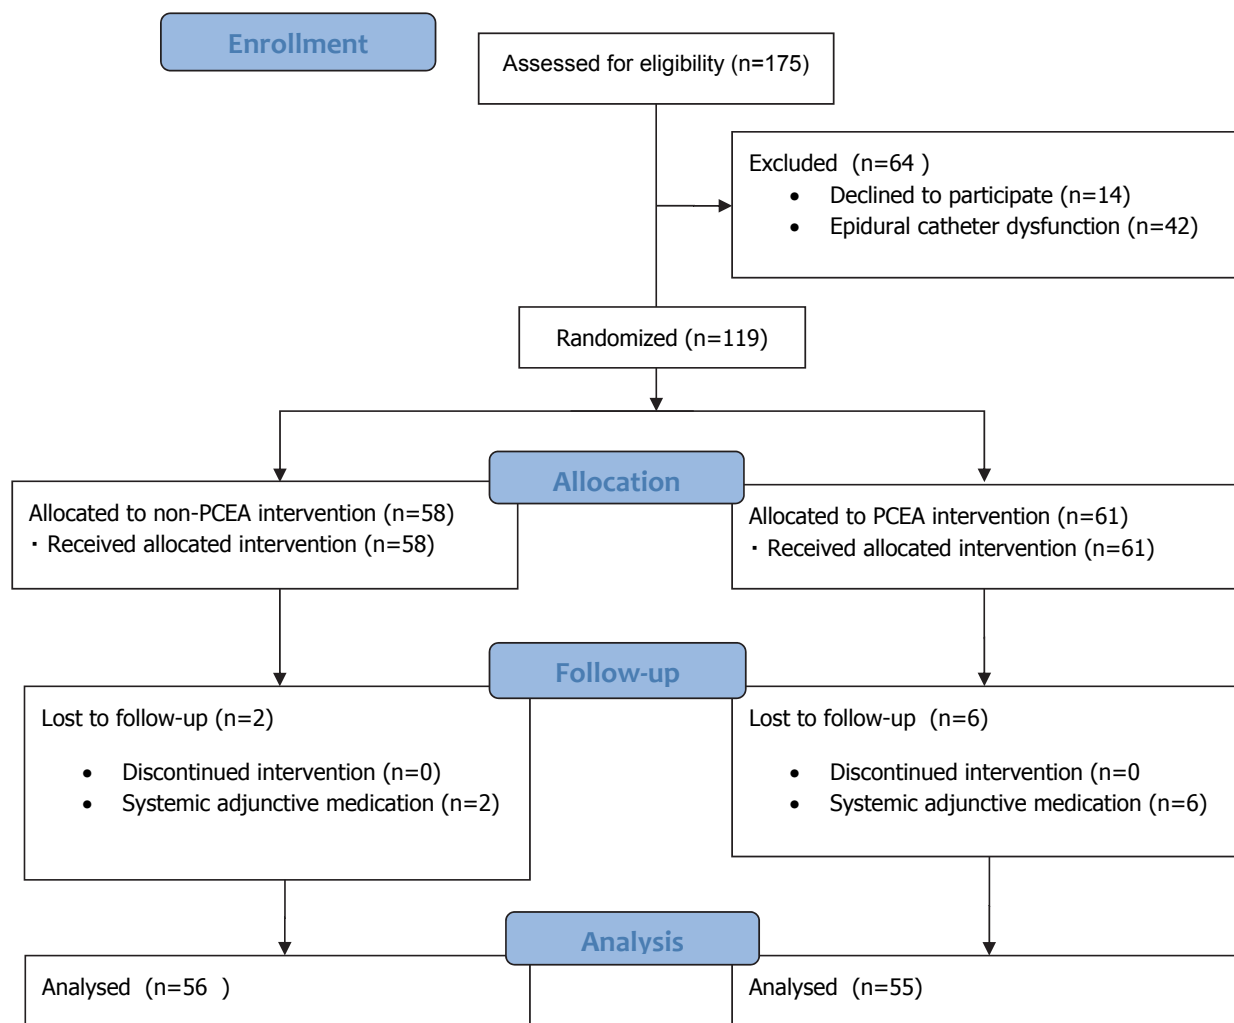 Enrollment
Assessed for eligibility (n=175)
Excluded (n=64 )
• Declined to participate (n=14)
• Epidural catheter dysfunction (n=42)
Randomized (n=119)
Allocation
Allocated to non-PCEA intervention (n=58)
· Received allocated intervention (n=58)
Allocated to PCEA intervention (n=61)
· Received allocated intervention (n=61)
Follow-up
Lost to follow-up (n=2)
• Discontinued intervention (n=0)
• Systemic adjunctive medication (n=2)
Lost to follow-up (n=6)
• Discontinued intervention (n=0
• Systemic adjunctive medication (n=6)
Analysis
Analysed (n=56 )
Analysed (n=55)